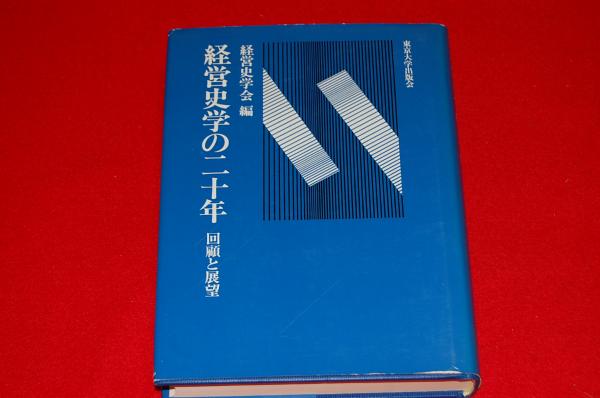 東京大学出版会
経営史学会 編
経営史学の二十年 回顧と展望